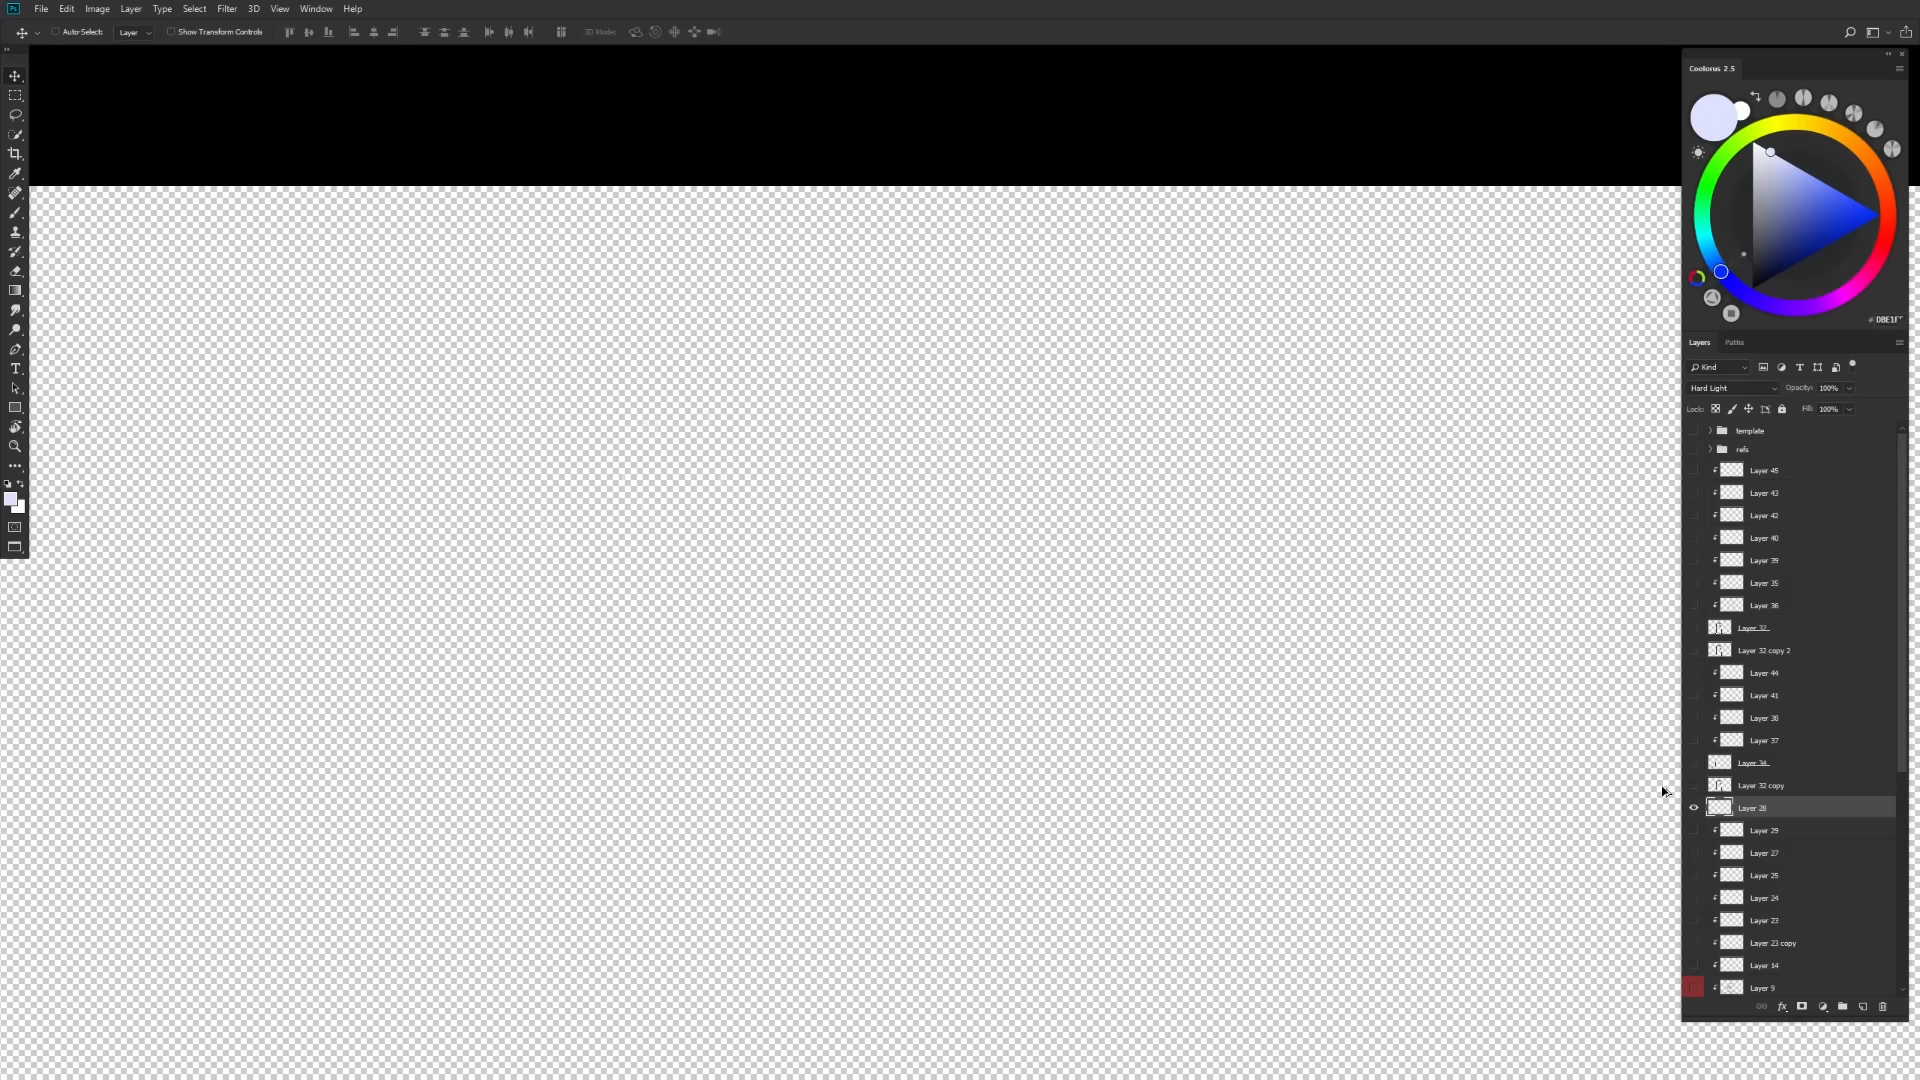 Ps File Edit Image Layer Type Select Filter 3D View Window Help
Auto-Select: Layer Show Transform Controls 3D Mode:
Coolorus 2.5
Layers Paths
Kind
Hard Light Opacity: 100%
Lock: Fill: 100%
template
refs
Layer 45
Layer 43
Layer 42
Layer 40
Layer 39
Layer 35
Layer 36
Layer 32
Layer 32 copy 2
Layer 44
Layer 41
Layer 38
Layer 37
Layer 34
Layer 32 copy
Layer 28
Layer 29
Layer 27
Layer 25
Layer 24
Layer 23
Layer 23 copy
Layer 14
Layer 9
fx